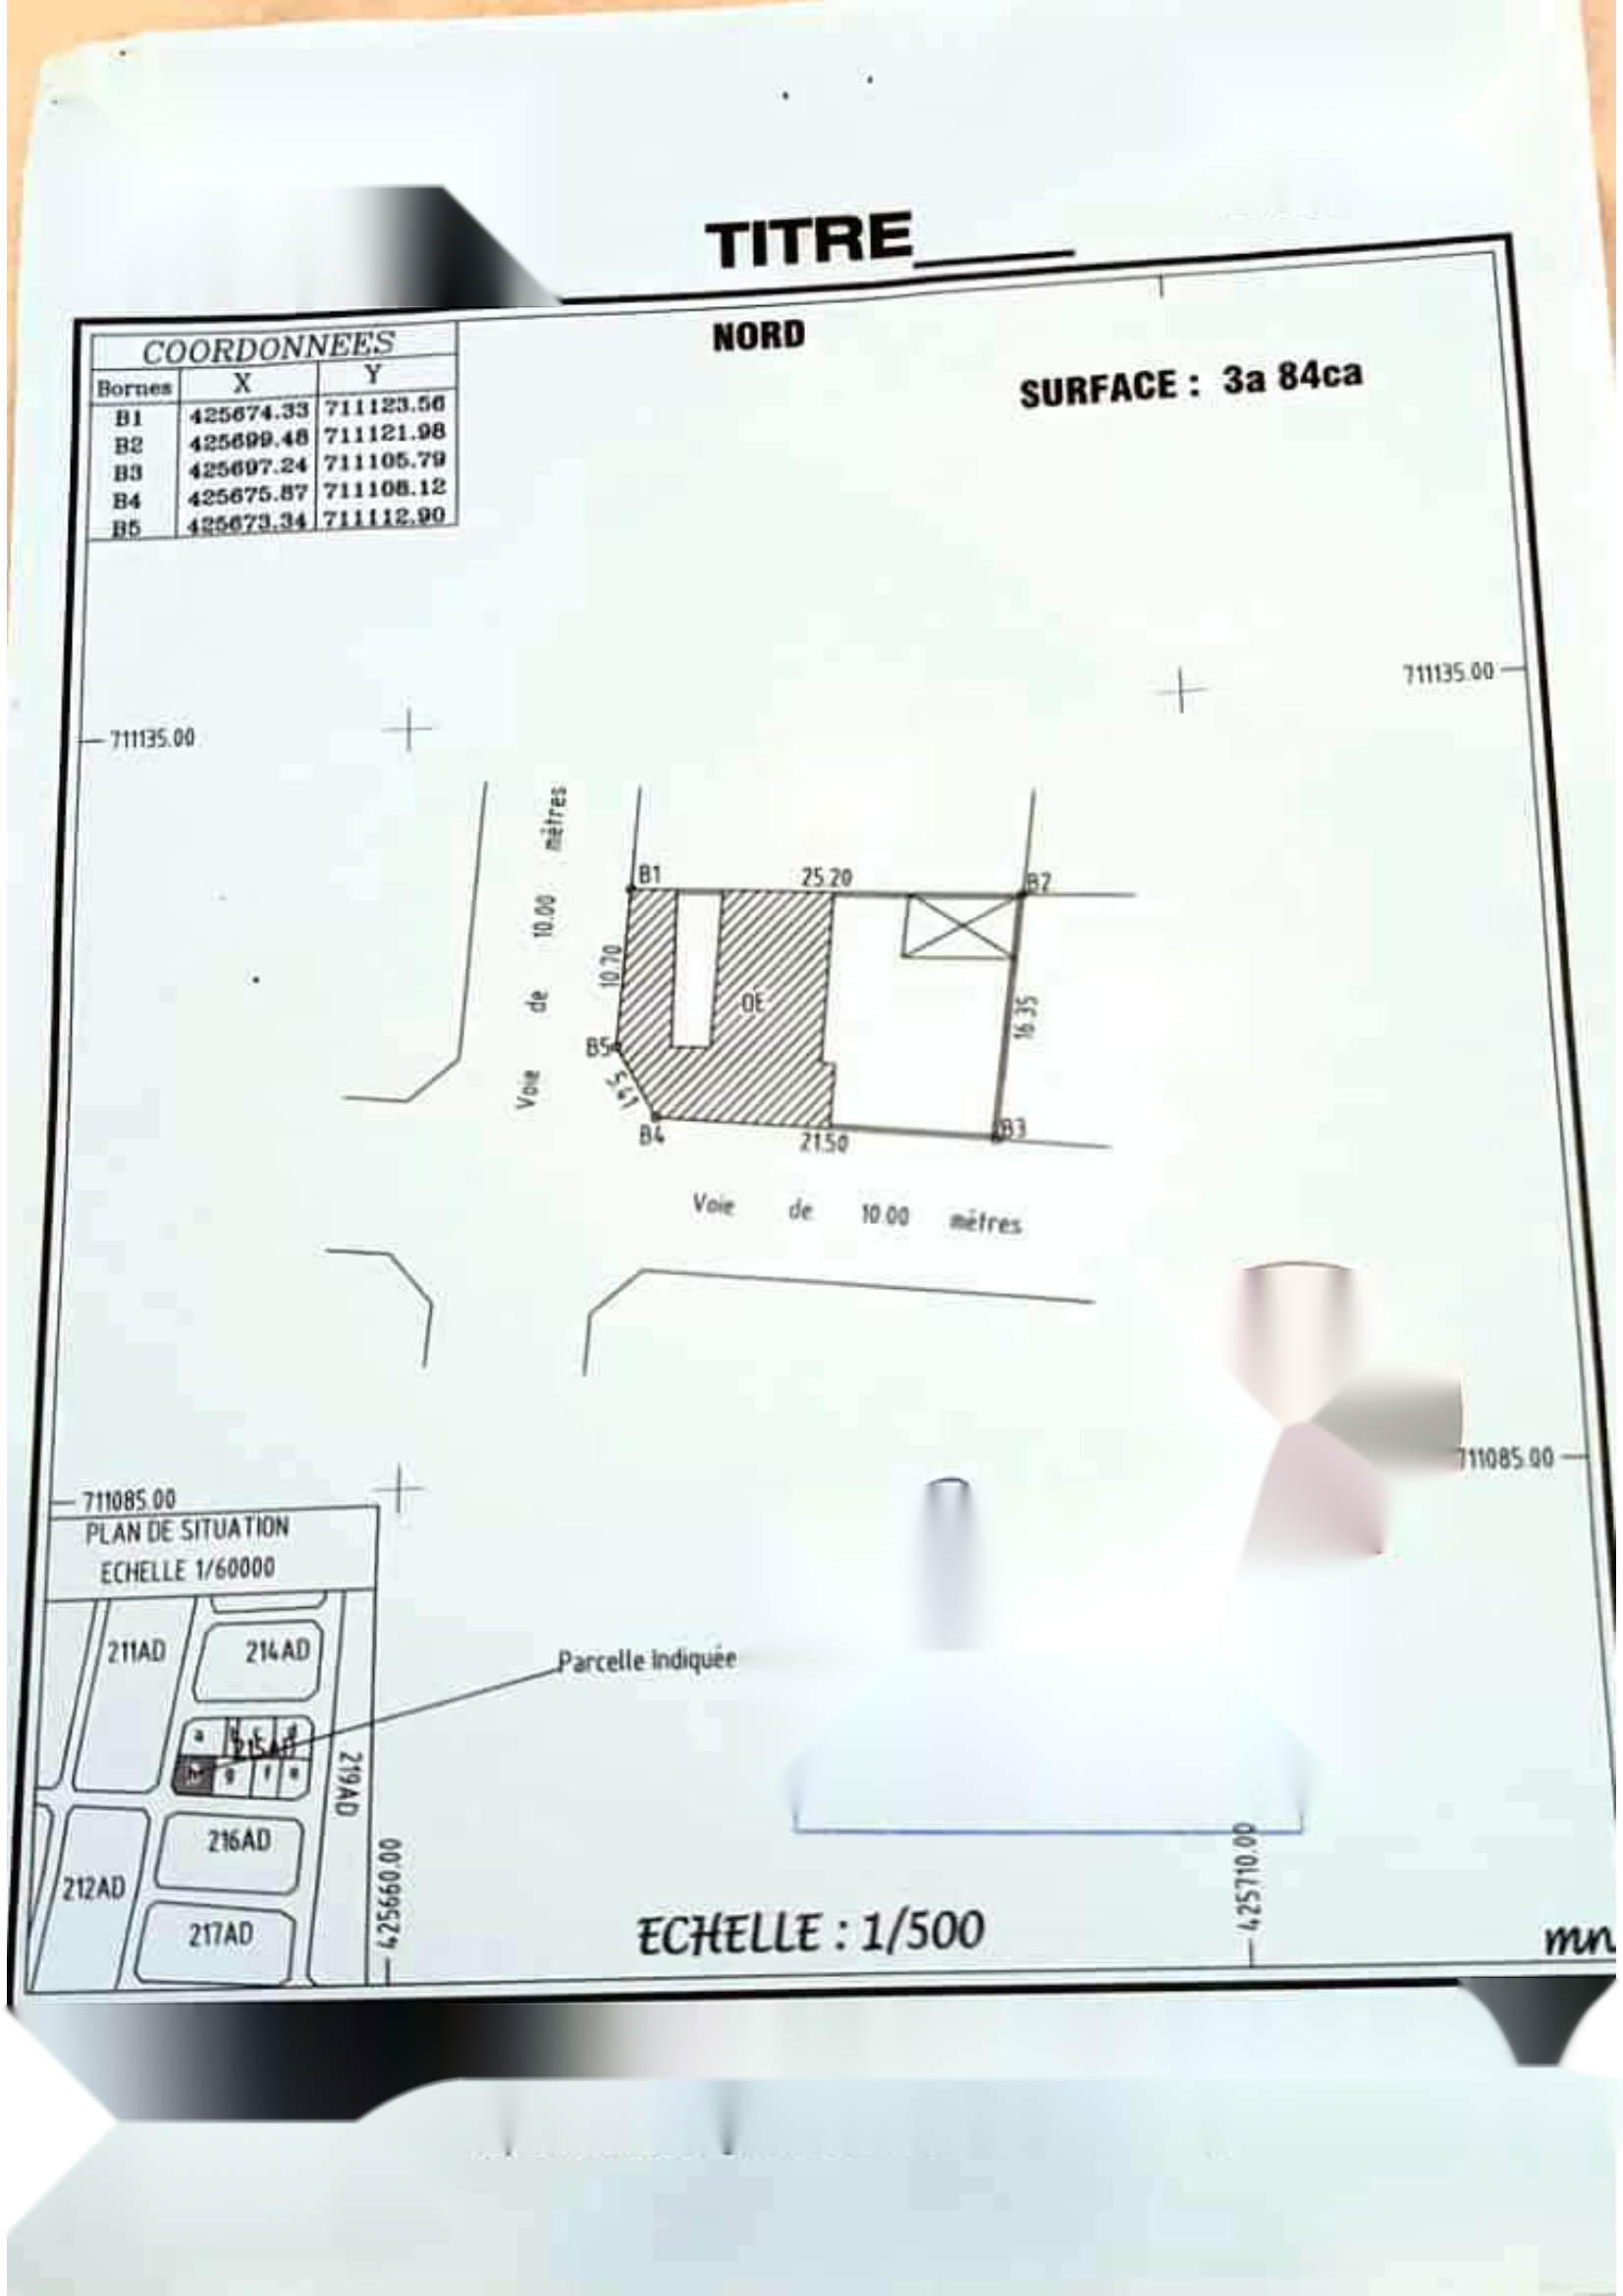 TITRE_____
NORD
SURFACE : 3a 84ca
COORDONNEES
Bornes X Y
B1 425674.33 711123.56
B2 425699.48 711121.98
B3 425697.24 711105.79
B4 425675.87 711108.12
B5 425673.34 711112.90
711135.00
711135.00
B1
25.20
B2
10.70
Voie de 10.00 mètres
OE
16.35
B5
5.41
B4
21.50
B3
Voie de 10.00 mètres
711085.00
711085.00
PLAN DE SITUATION
ECHELLE 1/60000
211AD
214AD
Parcelle Indiquée
a b c d
215AD
h g f e
219AD
216AD
212AD
217AD
425660.00
425710.00
ECHELLE : 1/500
mn